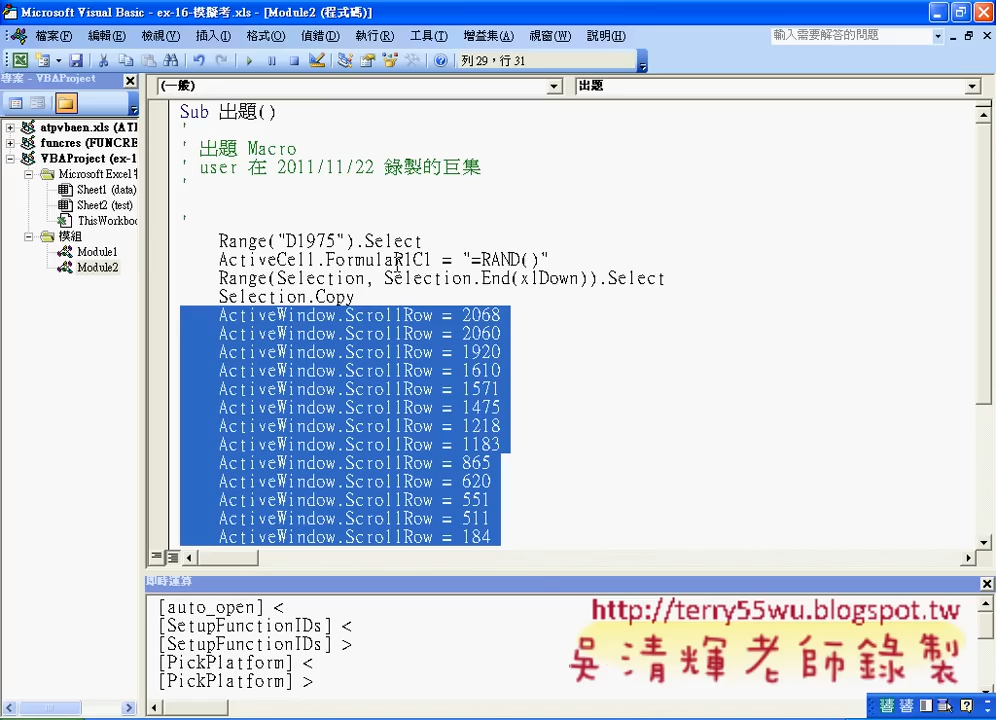 Microsoft Visual Basic - ex-16-模擬考.xls - [Module2 (程式碼)]
檔案(F) 編輯(E) 檢視(V) 插入(I) 格式(O) 偵錯(D) 執行(R) 工具(T) 增益集(A) 視窗(W) 說明(H) 輸入需要解答的問題
列 29，行 31
專案 - VBAProject
(一般) 出題
atpvbaen.xls (ATI
funcres (FUNCRE
VBAProject (ex-1
Microsoft Excel
Sheet1 (data)
Sheet2 (test)
ThisWorkboo
模組
Module1
Module2
Sub 出題()
'
' 出題 Macro
' user 在 2011/11/22 錄製的巨集
'
'
Range("D1975").Select
ActiveCell.FormulaR1C1 = "=RAND()"
Range(Selection, Selection.End(xlDown)).Select
Selection.Copy
ActiveWindow.ScrollRow = 2068
ActiveWindow.ScrollRow = 2060
ActiveWindow.ScrollRow = 1920
ActiveWindow.ScrollRow = 1610
ActiveWindow.ScrollRow = 1571
ActiveWindow.ScrollRow = 1475
ActiveWindow.ScrollRow = 1218
ActiveWindow.ScrollRow = 1183
ActiveWindow.ScrollRow = 865
ActiveWindow.ScrollRow = 620
ActiveWindow.ScrollRow = 551
ActiveWindow.ScrollRow = 511
ActiveWindow.ScrollRow = 184
即時運算
[auto_open] <
[SetupFunctionIDs] <
[SetupFunctionIDs] >
[PickPlatform] <
[PickPlatform] >
http://terry55wu.blogspot.tw
吳清輝老師錄製